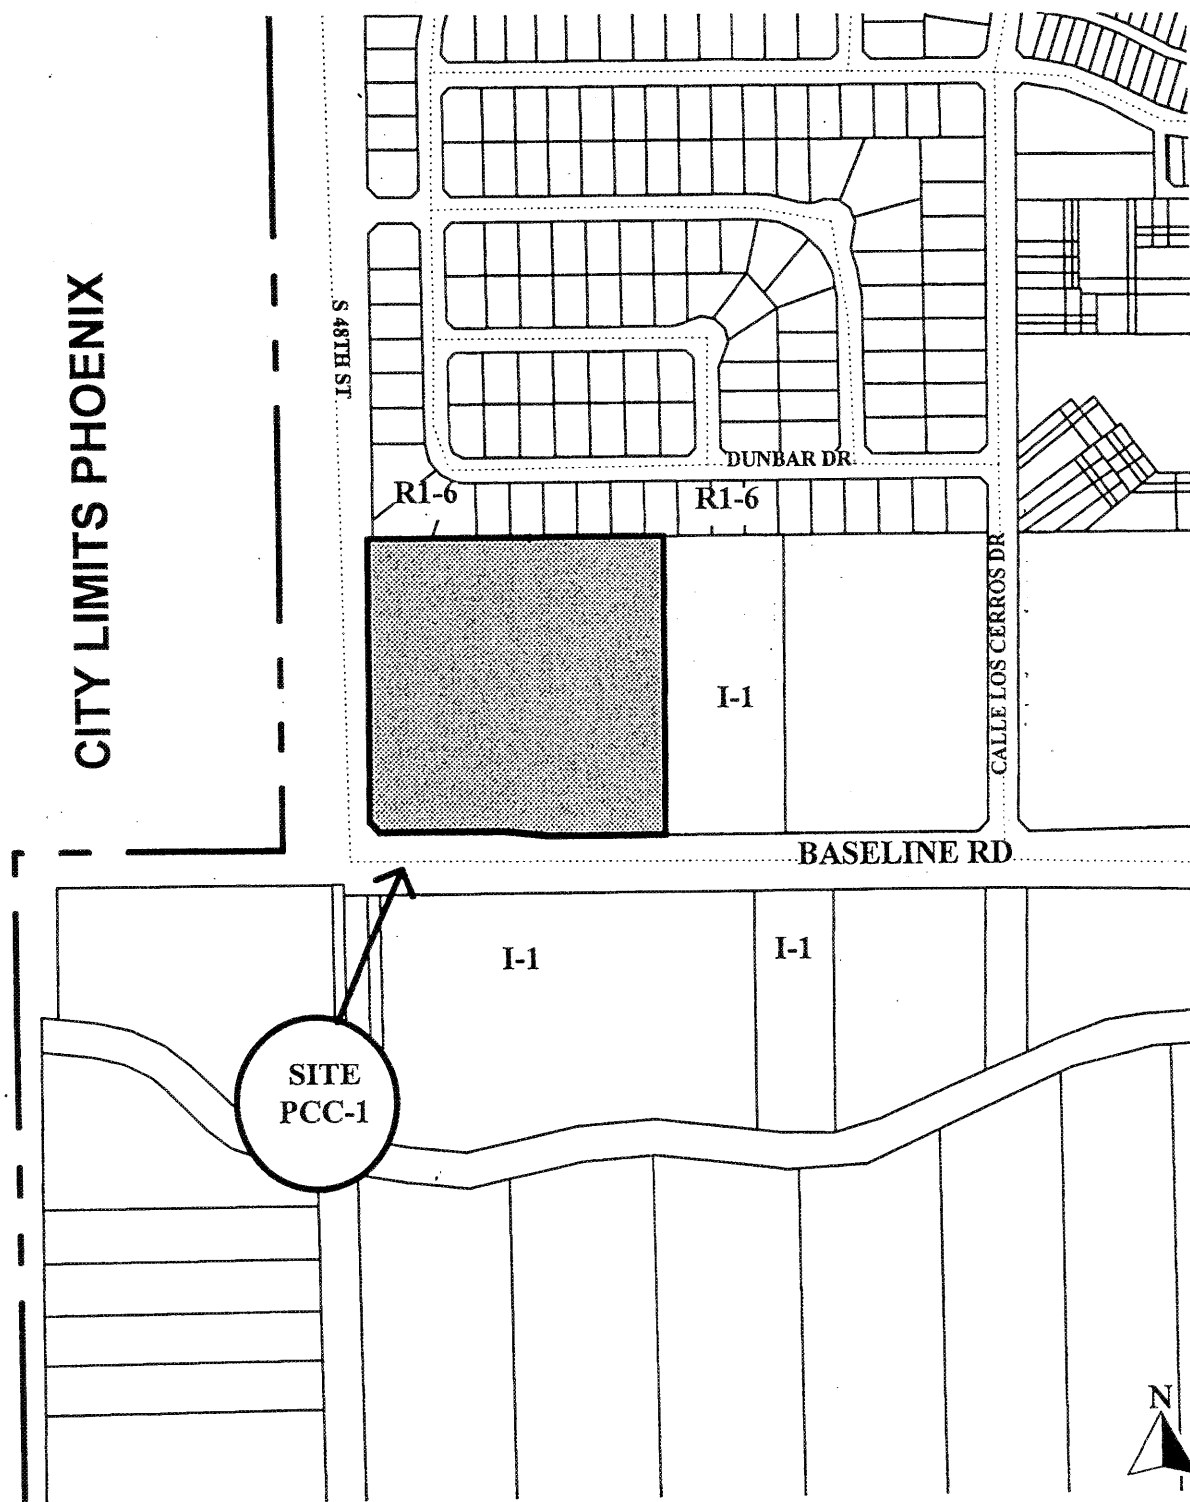 CITY LIMITS PHOENIX
S 48TH ST
DUNBAR DR
R1-6
R1-6
CALLE LOS CERROS DR
I-1
BASELINE RD
I-1
I-1
SITE
PCC-1
N